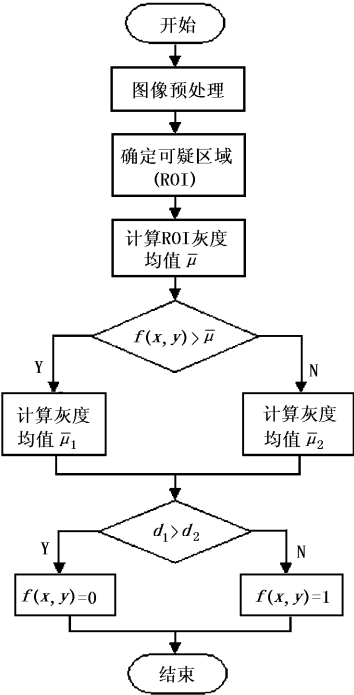 开始
图像预处理
确定可疑区域
(ROI)
计算ROI灰度
均值 μ̅
f(x,y)>μ̅
Y
N
计算灰度
均值 μ̅₁
计算灰度
均值 μ̅₂
d₁>d₂
Y
N
f(x,y)=0
f(x,y)=1
结束